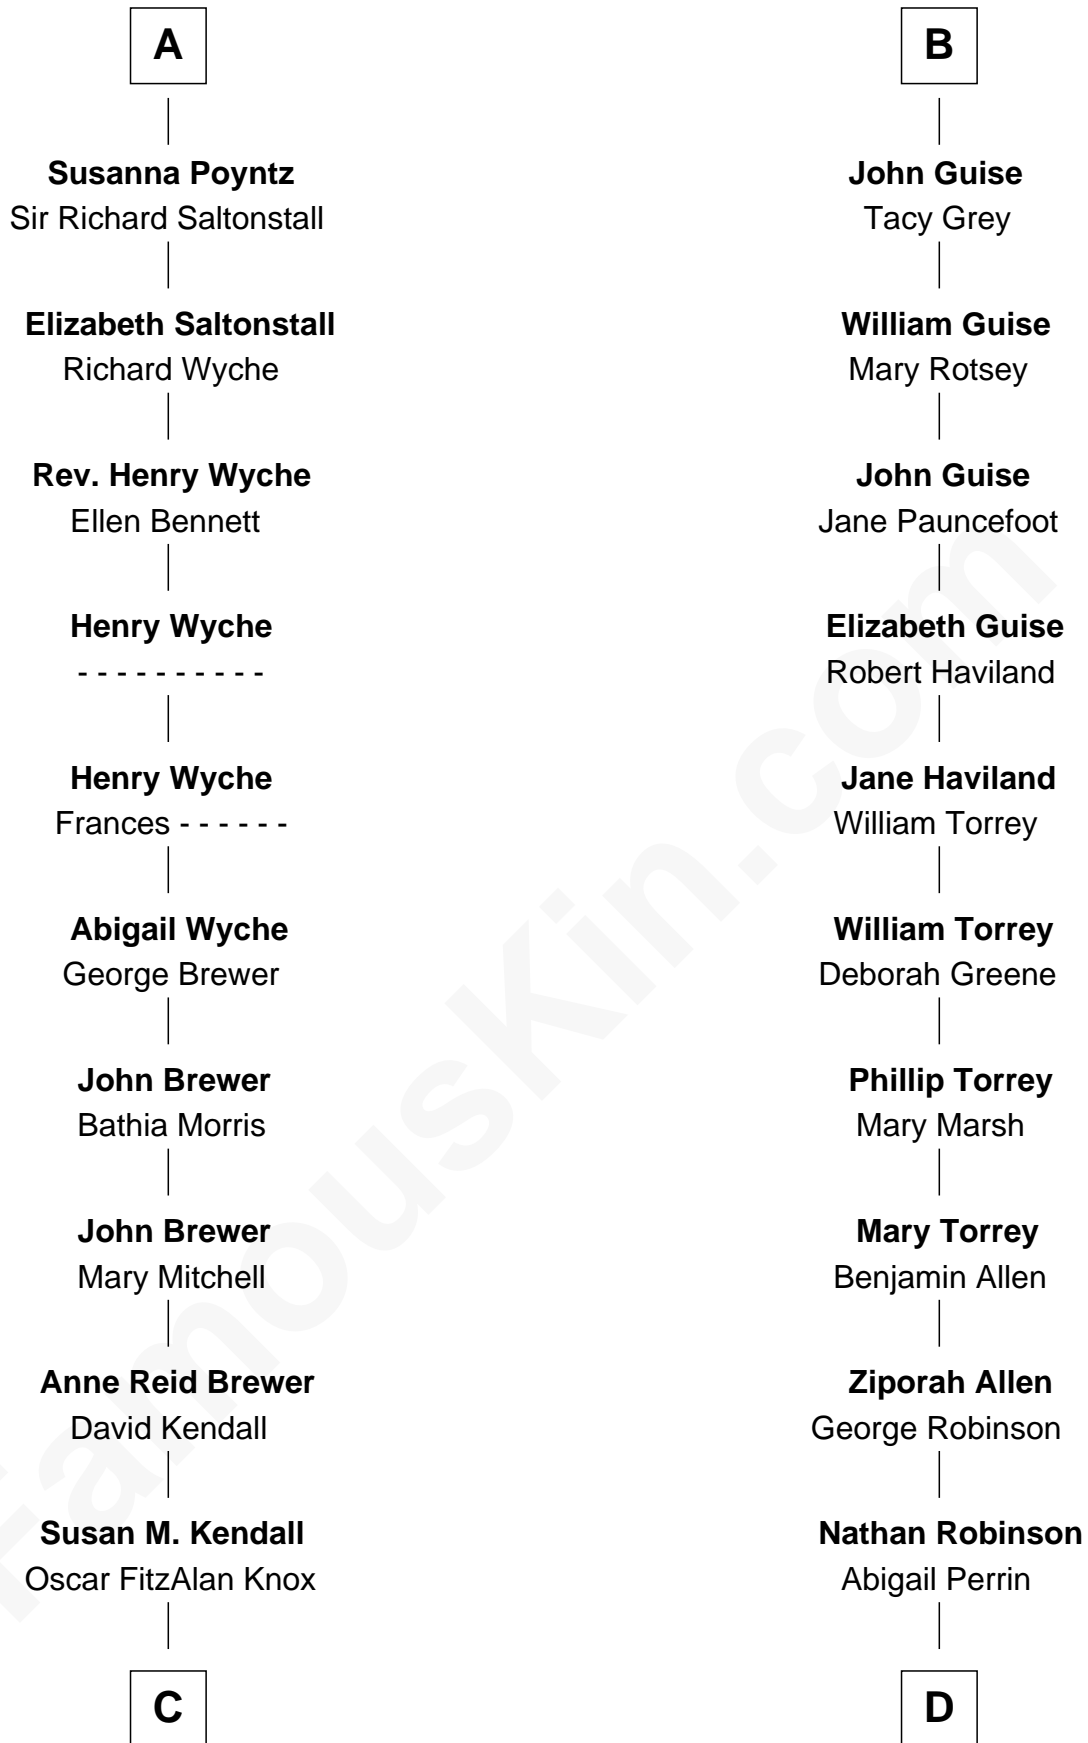 A
Susanna Poyntz
Sir Richard Saltonstall
Elizabeth Saltonstall
Richard Wyche
Rev. Henry Wyche
Ellen Bennett
Henry Wyche
- - - - - - - - - -
Henry Wyche
Frances - - - - - -
Abigail Wyche
George Brewer
John Brewer
Bathia Morris
John Brewer
Mary Mitchell
Anne Reid Brewer
David Kendall
Susan M. Kendall
Oscar FitzAlan Knox
C
B
John Guise
Tacy Grey
William Guise
Mary Rotsey
John Guise
Jane Pauncefoot
Elizabeth Guise
Robert Haviland
Jane Haviland
William Torrey
William Torrey
Deborah Greene
Phillip Torrey
Mary Marsh
Mary Torrey
Benjamin Allen
Ziporah Allen
George Robinson
Nathan Robinson
Abigail Perrin
D
FamousKin.com